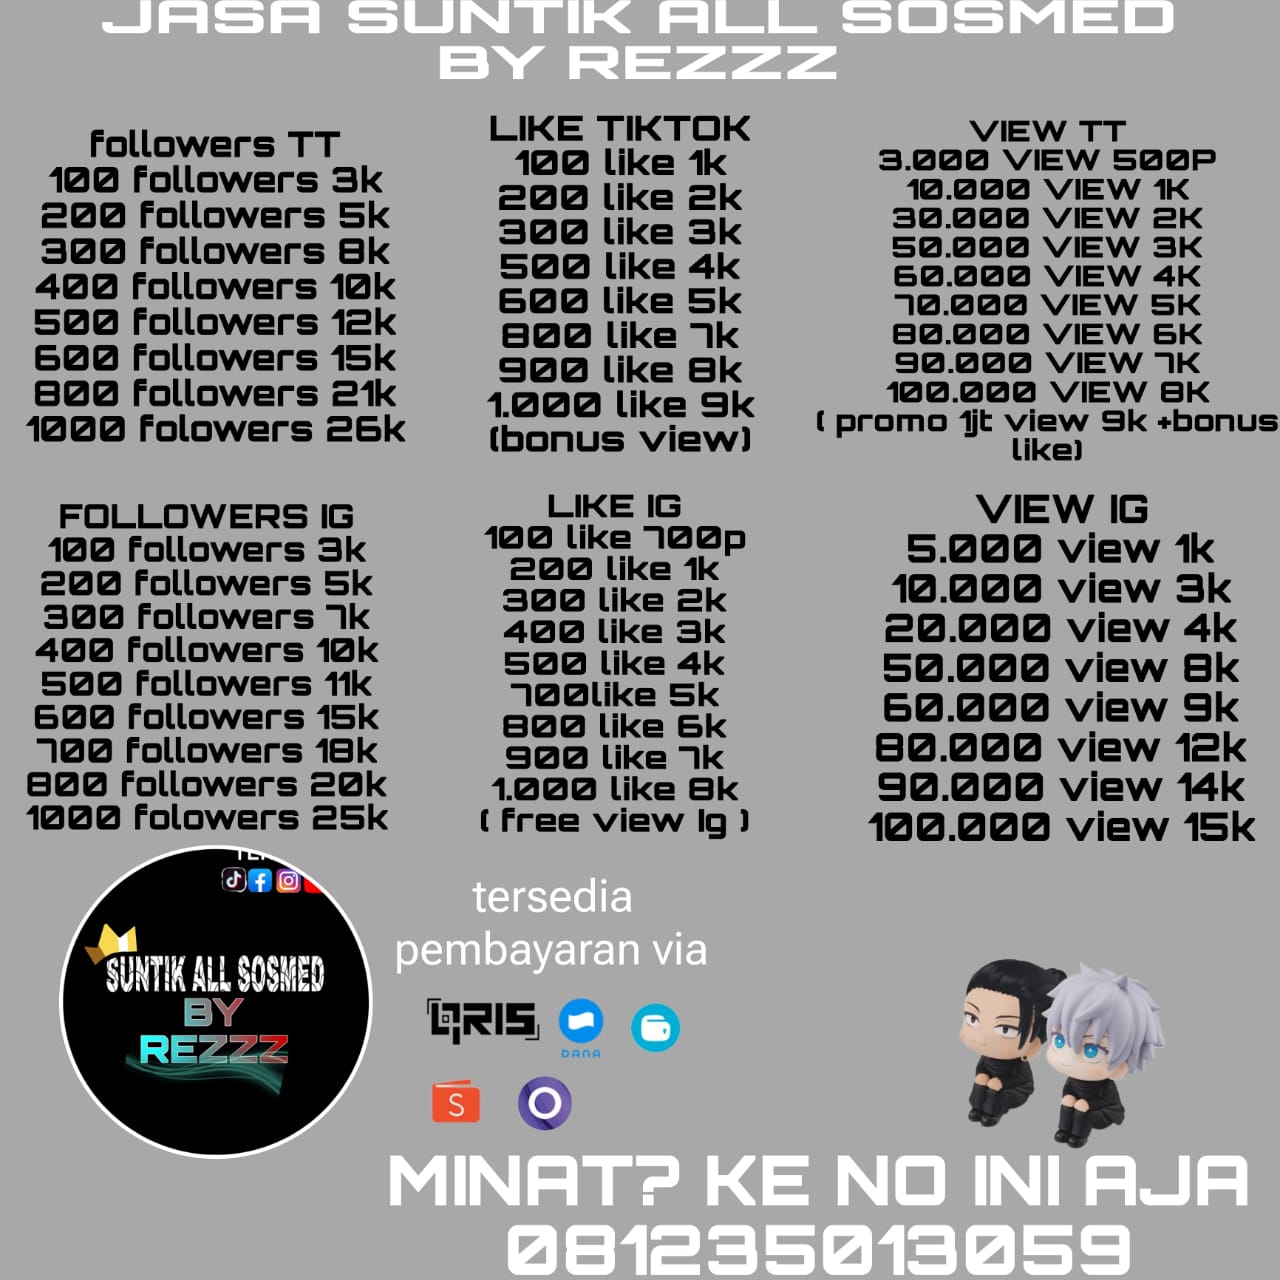 JASA SUNTIK ALL SOSMED
BY REZZZ
followers TT
100 followers 3k
200 followers 5k
300 followers 8k
400 followers 10k
500 followers 12k
600 followers 15k
800 followers 21k
1000 folowers 26k
LIKE TIKTOK
100 like 1k
200 like 2k
300 like 3k
500 like 4k
600 like 5k
800 like 7k
900 like 8k
1.000 like 9k
(bonus view)
VIEW TT
3.000 VIEW 500P
10.000 VIEW 1K
30.000 VIEW 2K
50.000 VIEW 3K
60.000 VIEW 4K
70.000 VIEW 5K
80.000 VIEW 6K
90.000 VIEW 7K
100.000 VIEW 8K
( promo 1jt view 9k +bonus
like)
FOLLOWERS IG
100 followers 3k
200 followers 5k
300 followers 7k
400 followers 10k
500 followers 11k
600 followers 15k
700 followers 18k
800 followers 20k
1000 folowers 25k
LIKE IG
100 like 700p
200 like 1k
300 like 2k
400 like 3k
500 like 4k
700like 5k
800 like 6k
900 like 7k
1.000 like 8k
( free view Ig )
VIEW IG
5.000 view 1k
10.000 view 3k
20.000 view 4k
50.000 view 8k
60.000 view 9k
80.000 view 12k
90.000 view 14k
100.000 view 15k
SUNTIK ALL SOSMED
BY
REZZZ
tersedia
pembayaran via
QRIS
DANA
S
MINAT? KE NO INI AJA
081235013059